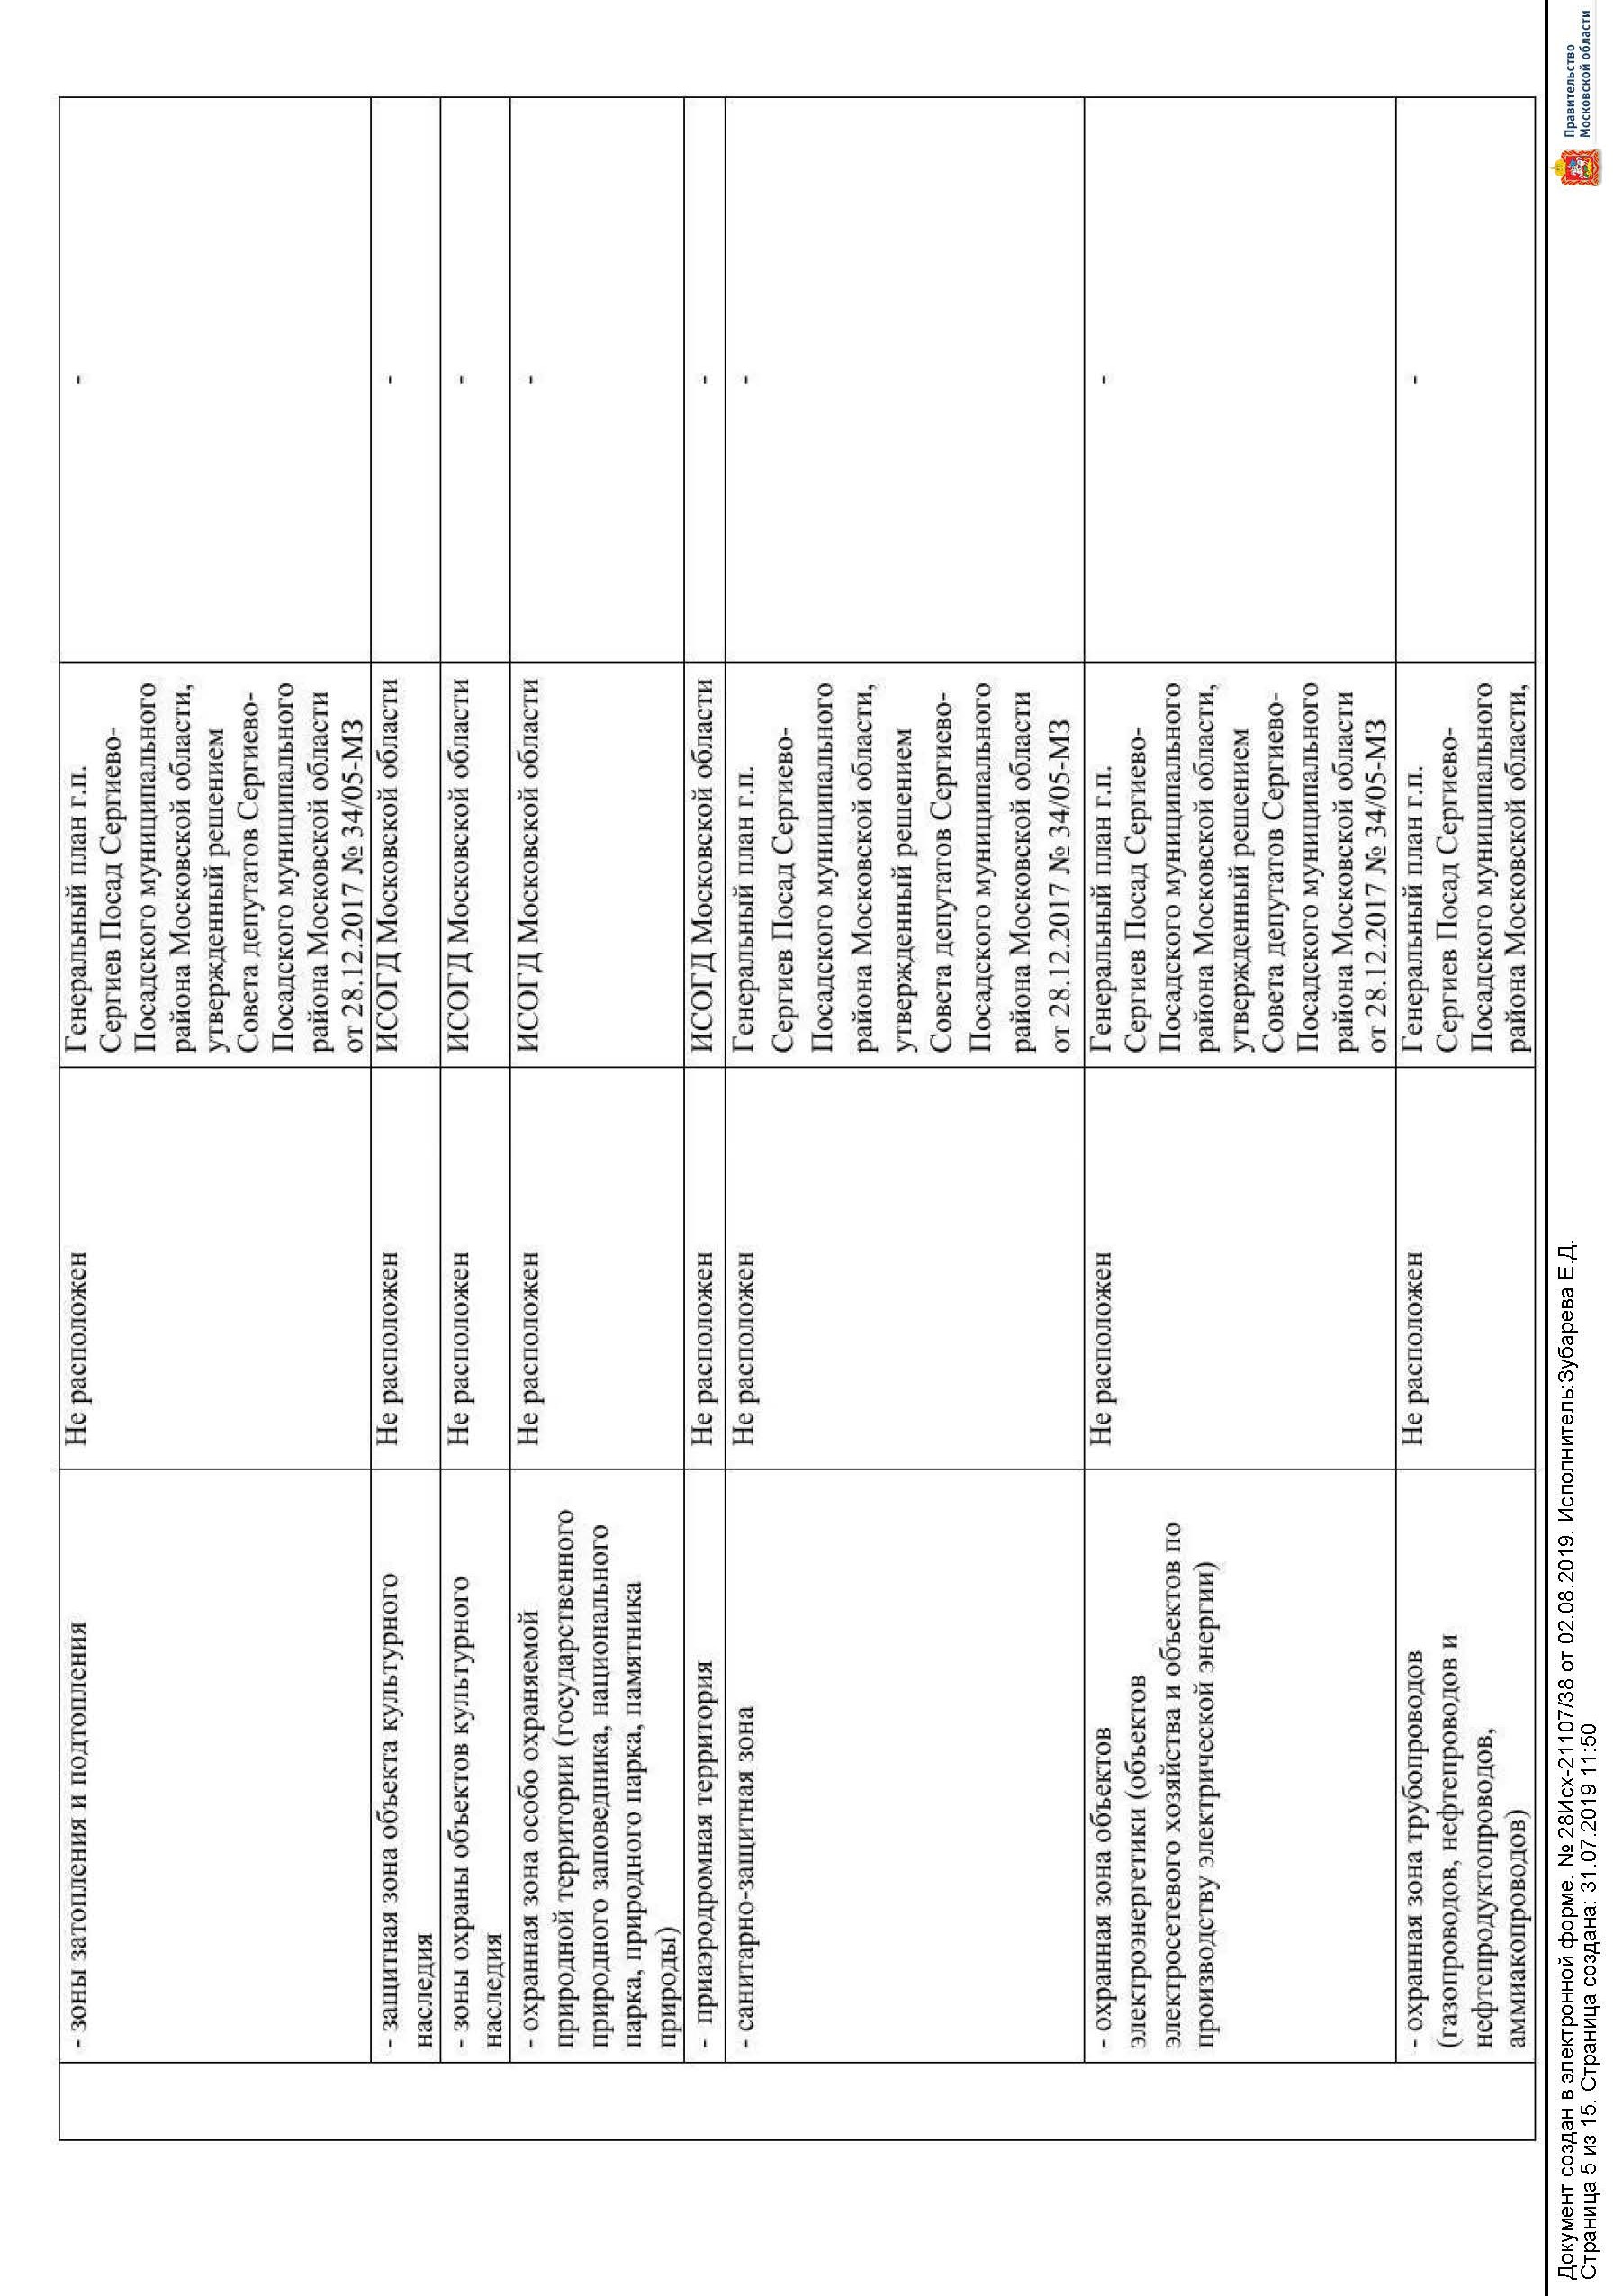 - зоны затопления и подтопления
Не расположен
Генеральный план г.п.
Сергиев Посад Сергиево-
Посадского муниципального
района Московской области,
утвержденный решением
Совета депутатов Сергиево-
Посадского муниципального
района Московской области
от 28.12.2017 № 34/05-МЗ
-
- защитная зона объекта культурного
наследия
Не расположен
ИСОГД Московской области
-
- зоны охраны объектов культурного
наследия
Не расположен
ИСОГД Московской области
-
- охранная зона особо охраняемой
природной территории (государственного
природного заповедника, национального
парка, природного парка, памятника
природы)
Не расположен
ИСОГД Московской области
-
- приаэродромная территория
Не расположен
ИСОГД Московской области
-
- санитарно-защитная зона
Не расположен
Генеральный план г.п.
Сергиев Посад Сергиево-
Посадского муниципального
района Московской области,
утвержденный решением
Совета депутатов Сергиево-
Посадского муниципального
района Московской области
от 28.12.2017 № 34/05-МЗ
-
- охранная зона объектов
электроэнергетики (объектов
электросетевого хозяйства и объектов по
производству электрической энергии)
Не расположен
Генеральный план г.п.
Сергиев Посад Сергиево-
Посадского муниципального
района Московской области,
утвержденный решением
Совета депутатов Сергиево-
Посадского муниципального
района Московской области
от 28.12.2017 № 34/05-МЗ
-
- охранная зона трубопроводов
(газопроводов, нефтепроводов и
нефтепродуктопроводов,
аммиакопроводов)
Не расположен
Генеральный план г.п.
Сергиев Посад Сергиево-
Посадского муниципального
района Московской области,
-
Документ создан в электронной форме. № 28Исх-21107/38 от 02.08.2019. Исполнитель:Зубарева Е.Д.
Страница 5 из 15. Страница создана: 31.07.2019 11:50
Правительство
Московской области